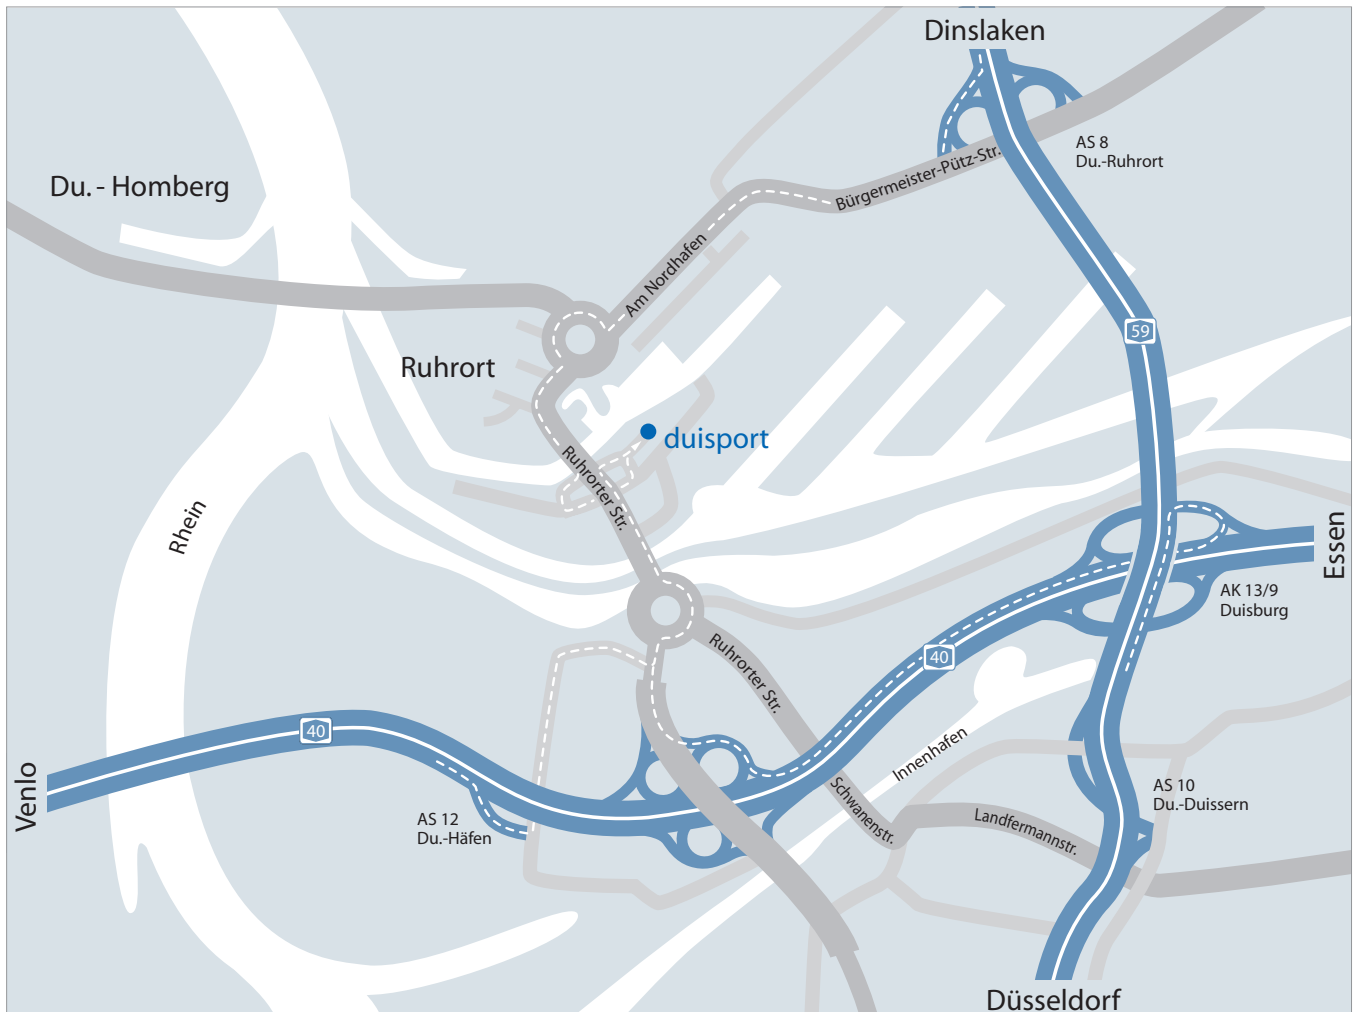 Dinslaken
AS 8
Du.-Ruhrort
Du. - Homberg
Bürgermeister-Pütz-Str.
Am Nordhafen
59
Ruhrort
duisport
Ruhrorter Str.
Rhein
Essen
AK 13/9
Duisburg
Ruhrorter Str.
40
40
Innenhafen
Venlo
AS 12
Du.-Häfen
Schwanenstr.
Landfermannstr.
AS 10
Du.-Duissern
Düsseldorf